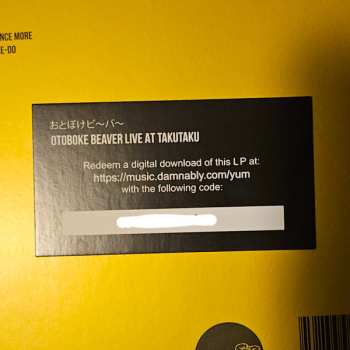 NCE MORE
E-DO
おとぼけビ～バ～
OTOBOKE BEAVER LIVE AT TAKUTAKU
Redeem a digital download of this LP at:
https://music.damnably.com/yum
with the following code: